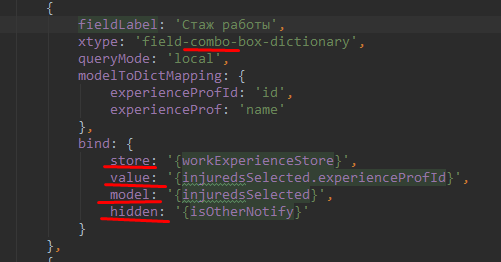 {
fieldLabel: 'Стаж работы',
xtype: 'field-combo-box-dictionary',
queryMode: 'local',
modelToDictMapping: {
experienceProfId: 'id',
experienceProf: 'name'
},
bind: {
store: '{workExperienceStore}',
value: '{injuredsSelected.experienceProfId}',
model: '{injuredsSelected}',
hidden: '{isOtherNotify}'
}
},
{